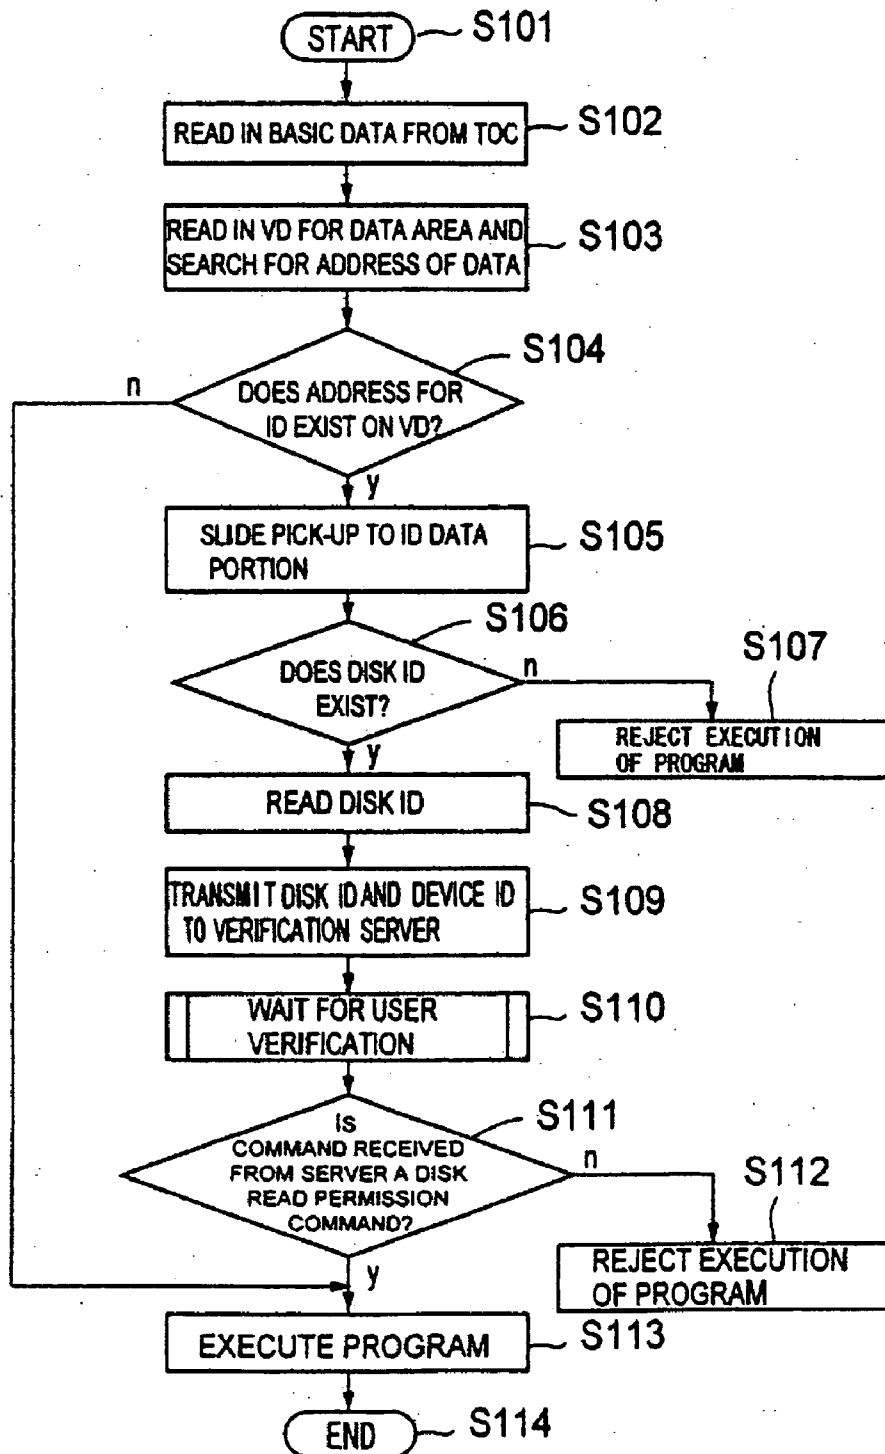 START
S101
READ IN BASIC DATA FROM TOC
S102
READ IN VD FOR DATA AREA AND
SEARCH FOR ADDRESS OF DATA
S103
S104
n
DOES ADDRESS FOR
ID EXIST ON VD?
y
SLIDE PICK-UP TO ID DATA
PORTION
S105
S106
DOES DISK ID
EXIST?
n
S107
REJECT EXECUTION
OF PROGRAM
y
READ DISK ID
S108
TRANSMIT DISK ID AND DEVICE ID
TO VERIFICATION SERVER
S109
WAIT FOR USER
VERIFICATION
S110
S111
Is
COMMAND RECEIVED
FROM SERVER A DISK
READ PERMISSION
COMMAND?
n
S112
REJECT EXECUTION
OF PROGRAM
y
EXECUTE PROGRAM
S113
END
S114